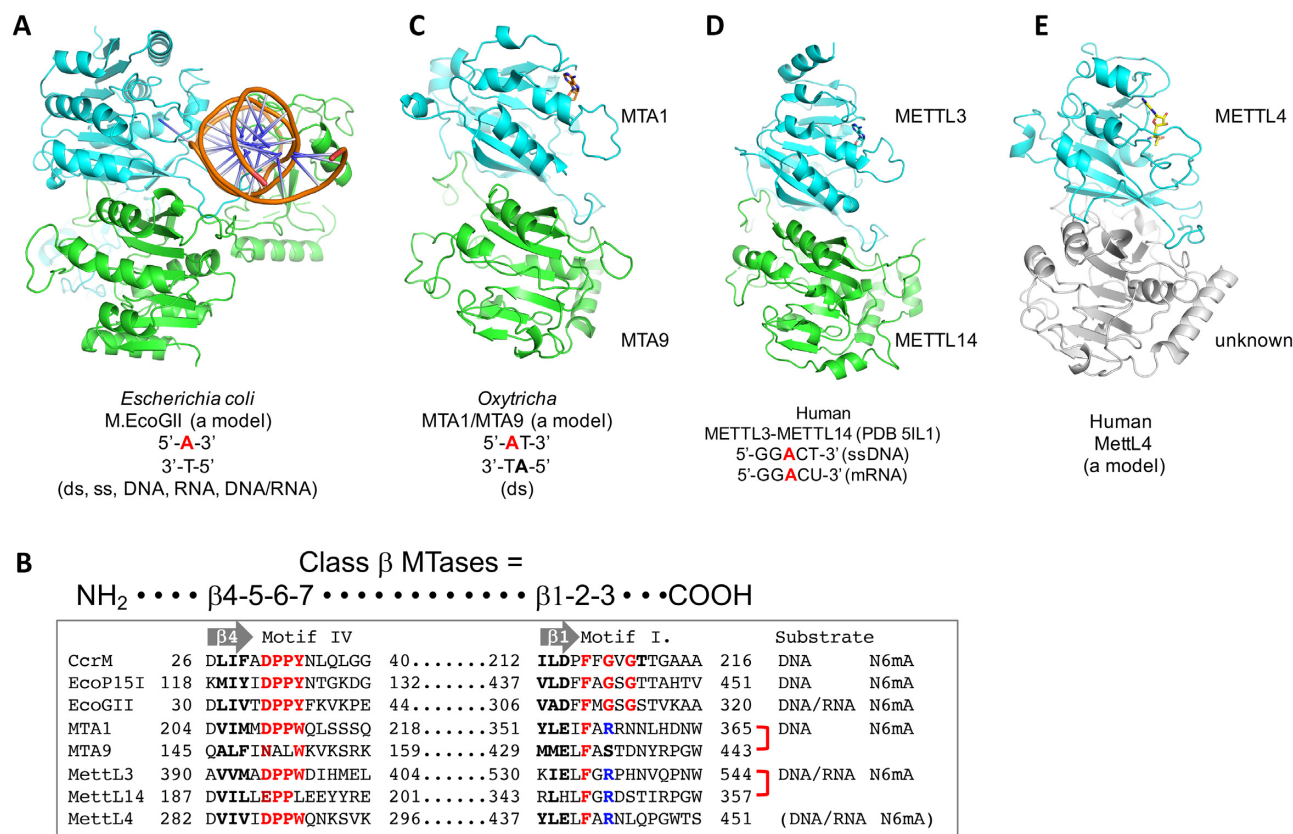 A
C
D
E
MTA1
MTA9
METTL3
METTL14
METTL4
unknown
Escherichia coli
M.EcoGII (a model)
5’-A-3’
3’-T-5’
(ds, ss, DNA, RNA, DNA/RNA)
Oxytricha
MTA1/MTA9 (a model)
5’-AT-3’
3’-TA-5’
(ds)
Human
METTL3-METTL14 (PDB 5IL1)
5’-GGACT-3’ (ssDNA)
5’-GGACU-3’ (mRNA)
Human
MettL4
(a model)
B
Class β MTases =
NH2 • • • • β4-5-6-7 • • • • • • • • • • • • β1-2-3 • • •COOH
β4 Motif IV β1 Motif I. Substrate
CcrM 26 DLIFADPPYNLQLGG 40.......212 ILDPFFGVGTTGAAA 216 DNA N6mA
EcoP15I 118 KMIYIDPPYNTGKDG 132.......437 VLDFFAGSGTTAHTV 451 DNA N6mA
EcoGII 30 DLIVTDPPYFKVKPE 44.......306 VADFFMGSGSTVKAA 320 DNA/RNA N6mA
MTA1 204 DVIMMDPPWQLSSSQ 218.......351 YLEIFARRNNLHDNW 365 DNA N6mA
MTA9 145 QALFINALWKVKSRK 159.......429 MMELFASTDNYRPGW 443
MettL3 390 AVVMADPPWDIHMEL 404.......530 KIELFGRPHNVQPNW 544 DNA/RNA N6mA
MettL14 187 DVILLEPPLEEYYRE 201.......343 RLHLFGRDSTIRPGW 357
MettL4 282 DVIVIDPPWQNKSVK 296.......437 YLELFARNLQPGWTS 451 (DNA/RNA N6mA)